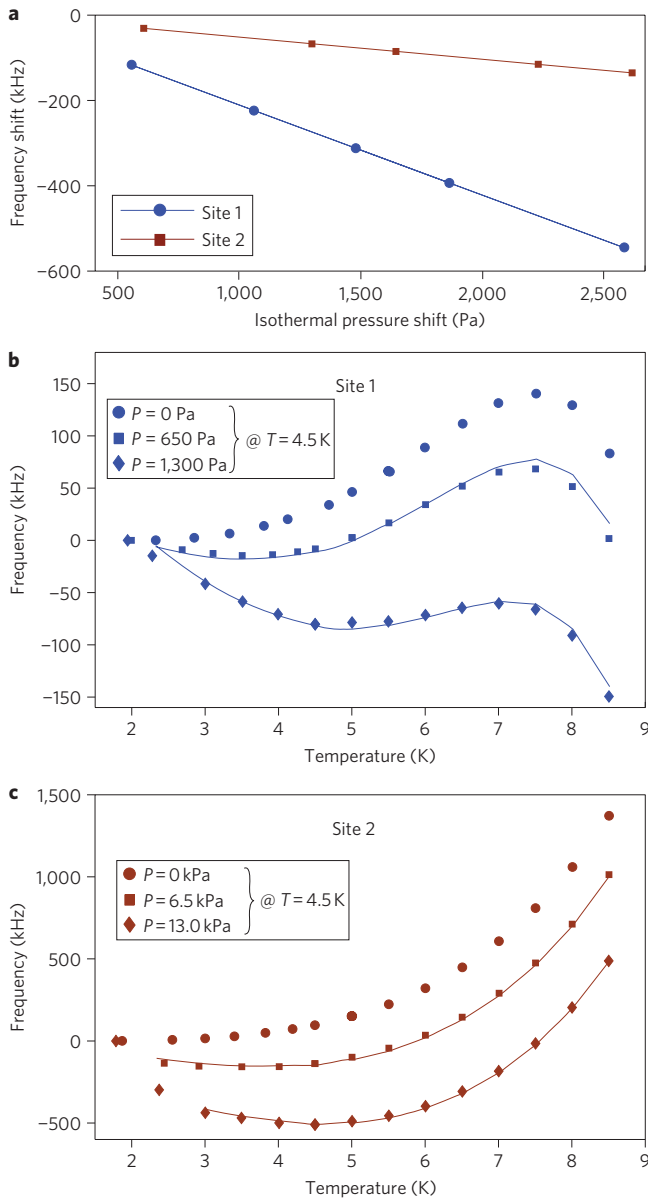 a
0
−200
−400
−600
Frequency shift (kHz)
Site 1
Site 2
500
1,000
1,500
2,000
2,500
Isothermal pressure shift (Pa)
b
Site 1
150
100
50
0
−50
−100
−150
Frequency (kHz)
P = 0 Pa
P = 650 Pa
P = 1,300 Pa
@ T = 4.5 K
2
3
4
5
6
7
8
9
Temperature (K)
c
Site 2
1,500
1,000
500
0
−500
Frequency (kHz)
P = 0 kPa
P = 6.5 kPa
P = 13.0 kPa
@ T = 4.5 K
2
3
4
5
6
7
8
9
Temperature (K)